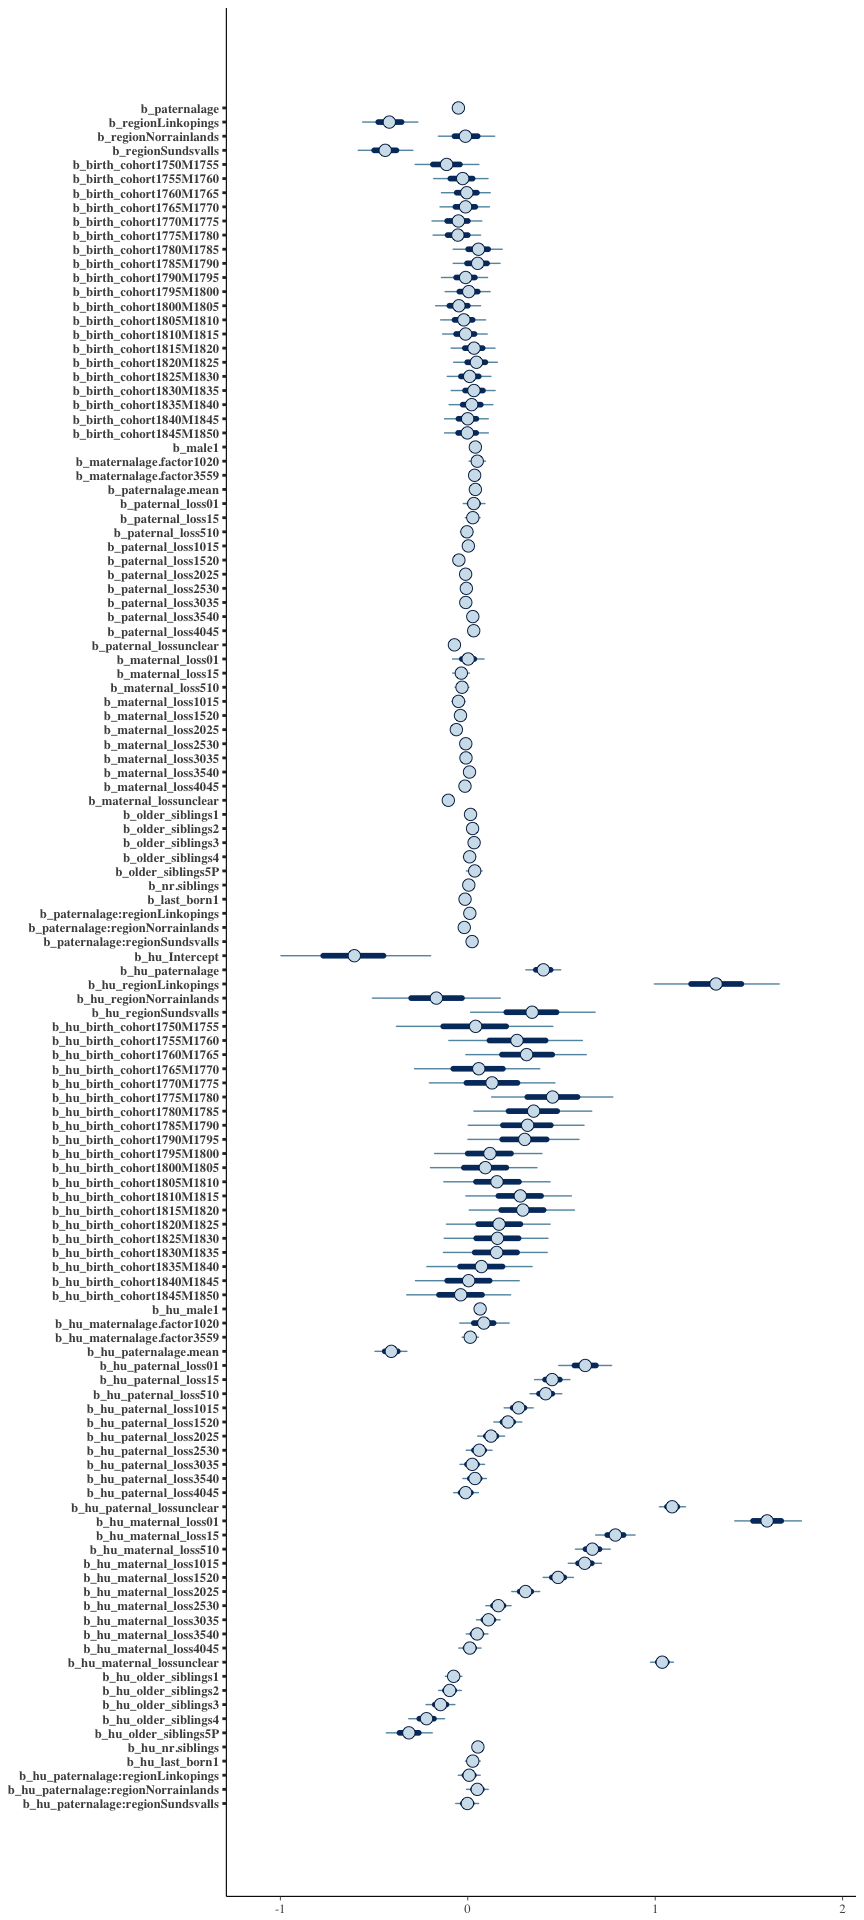 b_paternalage
b_regionLinkopings
b_regionNorrainlands
b_regionSundsvalls
b_birth_cohort1750M1755
b_birth_cohort1755M1760
b_birth_cohort1760M1765
b_birth_cohort1765M1770
b_birth_cohort1770M1775
b_birth_cohort1775M1780
b_birth_cohort1780M1785
b_birth_cohort1785M1790
b_birth_cohort1790M1795
b_birth_cohort1795M1800
b_birth_cohort1800M1805
b_birth_cohort1805M1810
b_birth_cohort1810M1815
b_birth_cohort1815M1820
b_birth_cohort1820M1825
b_birth_cohort1825M1830
b_birth_cohort1830M1835
b_birth_cohort1835M1840
b_birth_cohort1840M1845
b_birth_cohort1845M1850
b_male1
b_maternalage.factor1020
b_maternalage.factor3559
b_paternalage.mean
b_paternal_loss01
b_paternal_loss15
b_paternal_loss510
b_paternal_loss1015
b_paternal_loss1520
b_paternal_loss2025
b_paternal_loss2530
b_paternal_loss3035
b_paternal_loss3540
b_paternal_loss4045
b_paternal_lossunclear
b_maternal_loss01
b_maternal_loss15
b_maternal_loss510
b_maternal_loss1015
b_maternal_loss1520
b_maternal_loss2025
b_maternal_loss2530
b_maternal_loss3035
b_maternal_loss3540
b_maternal_loss4045
b_maternal_lossunclear
b_older_siblings1
b_older_siblings2
b_older_siblings3
b_older_siblings4
b_older_siblings5P
b_nr.siblings
b_last_born1
b_paternalage:regionLinkopings
b_paternalage:regionNorrainlands
b_paternalage:regionSundsvalls
b_hu_Intercept
b_hu_paternalage
b_hu_regionLinkopings
b_hu_regionNorrainlands
b_hu_regionSundsvalls
b_hu_birth_cohort1750M1755
b_hu_birth_cohort1755M1760
b_hu_birth_cohort1760M1765
b_hu_birth_cohort1765M1770
b_hu_birth_cohort1770M1775
b_hu_birth_cohort1775M1780
b_hu_birth_cohort1780M1785
b_hu_birth_cohort1785M1790
b_hu_birth_cohort1790M1795
b_hu_birth_cohort1795M1800
b_hu_birth_cohort1800M1805
b_hu_birth_cohort1805M1810
b_hu_birth_cohort1810M1815
b_hu_birth_cohort1815M1820
b_hu_birth_cohort1820M1825
b_hu_birth_cohort1825M1830
b_hu_birth_cohort1830M1835
b_hu_birth_cohort1835M1840
b_hu_birth_cohort1840M1845
b_hu_birth_cohort1845M1850
b_hu_male1
b_hu_maternalage.factor1020
b_hu_maternalage.factor3559
b_hu_paternalage.mean
b_hu_paternal_loss01
b_hu_paternal_loss15
b_hu_paternal_loss510
b_hu_paternal_loss1015
b_hu_paternal_loss1520
b_hu_paternal_loss2025
b_hu_paternal_loss2530
b_hu_paternal_loss3035
b_hu_paternal_loss3540
b_hu_paternal_loss4045
b_hu_paternal_lossunclear
b_hu_maternal_loss01
b_hu_maternal_loss15
b_hu_maternal_loss510
b_hu_maternal_loss1015
b_hu_maternal_loss1520
b_hu_maternal_loss2025
b_hu_maternal_loss2530
b_hu_maternal_loss3035
b_hu_maternal_loss3540
b_hu_maternal_loss4045
b_hu_maternal_lossunclear
b_hu_older_siblings1
b_hu_older_siblings2
b_hu_older_siblings3
b_hu_older_siblings4
b_hu_older_siblings5P
b_hu_nr.siblings
b_hu_last_born1
b_hu_paternalage:regionLinkopings
b_hu_paternalage:regionNorrainlands
b_hu_paternalage:regionSundsvalls
-1 0 1 2